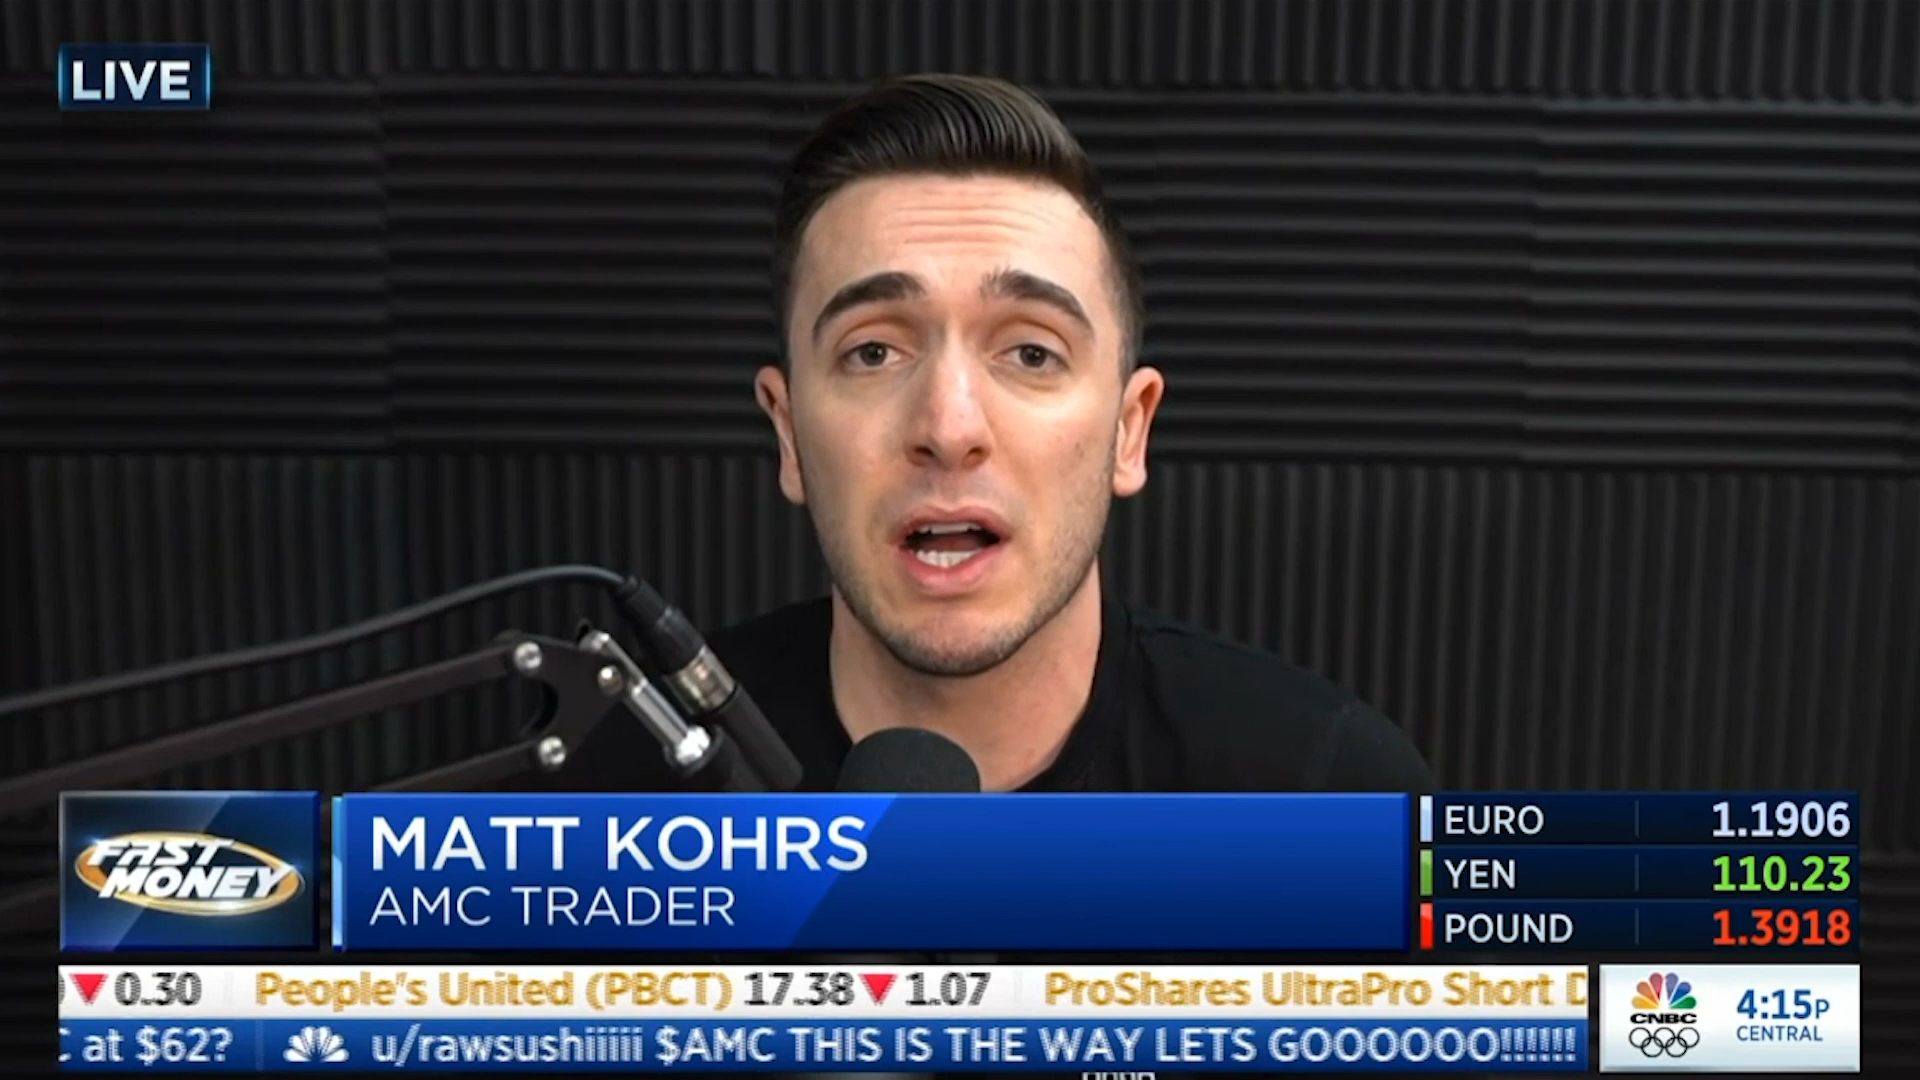 LIVE
FAST
MONEY
MATT KOHRS
AMC TRADER
EURO 1.1906
YEN 110.23
POUND 1.3918
▼0.30 People's United (PBCT) 17.38▼1.07 ProShares UltraPro Short
at $62? u/rawsushiiiii $AMC THIS IS THE WAY LETS GOOOOOO!!!!!!
CNBC
4:15P
CENTRAL